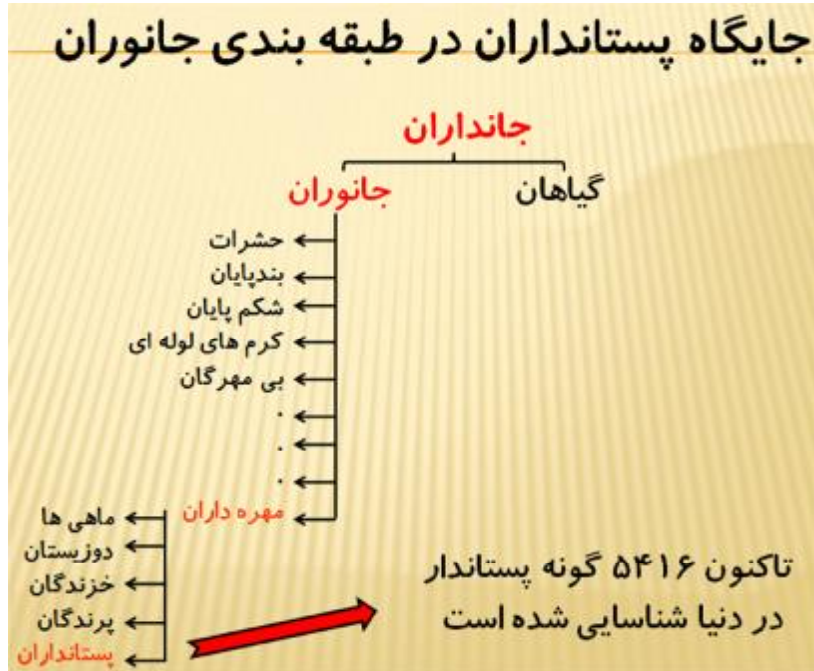 جایگاه پستانداران در طبقه بندی جانوران
جانداران
گیاهان
جانوران
حشرات
بندپایان
شکم پایان
کرم های لوله ای
بی مهرگان
.
.
.
مهره داران
ماهی ها
دوزیستان
خزندگان
پرندگان
پستانداران
تاکنون ۵۴۱۶ گونه پستاندار
در دنیا شناسایی شده است